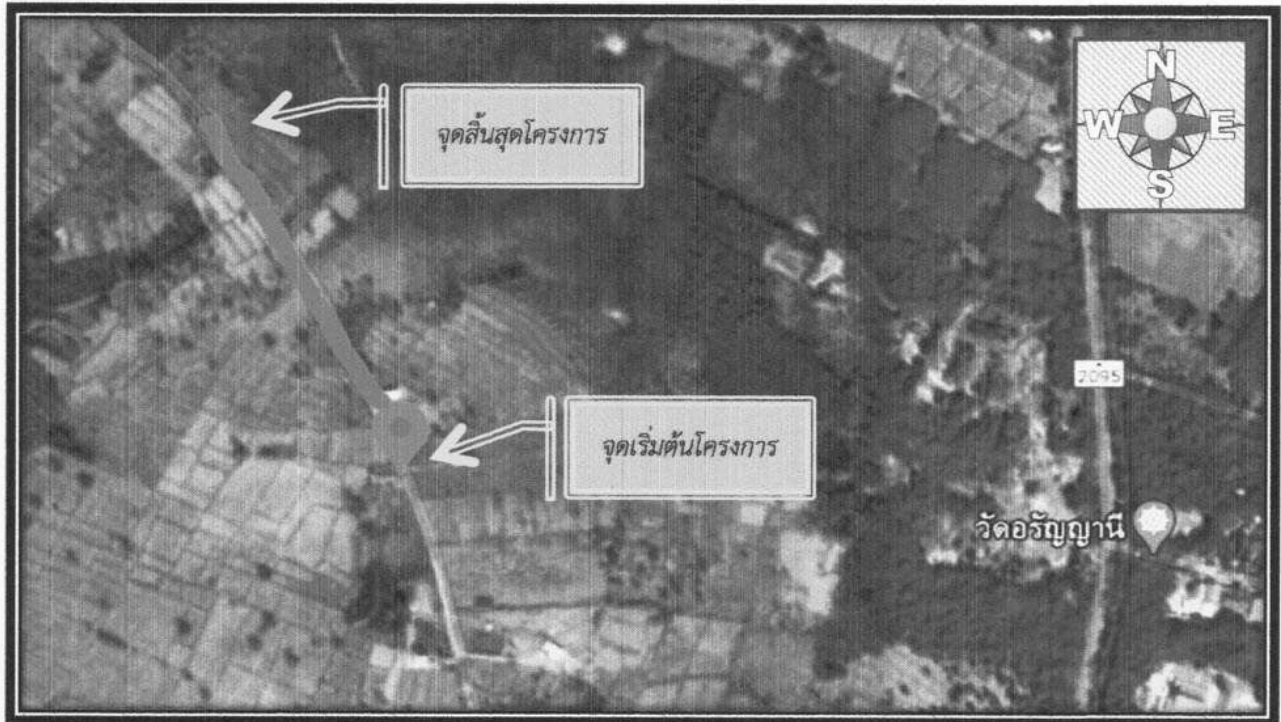 N
W E
S
จุดสิ้นสุดโครงการ
2095
จุดเริ่มต้นโครงการ
วัดอรัญญานี